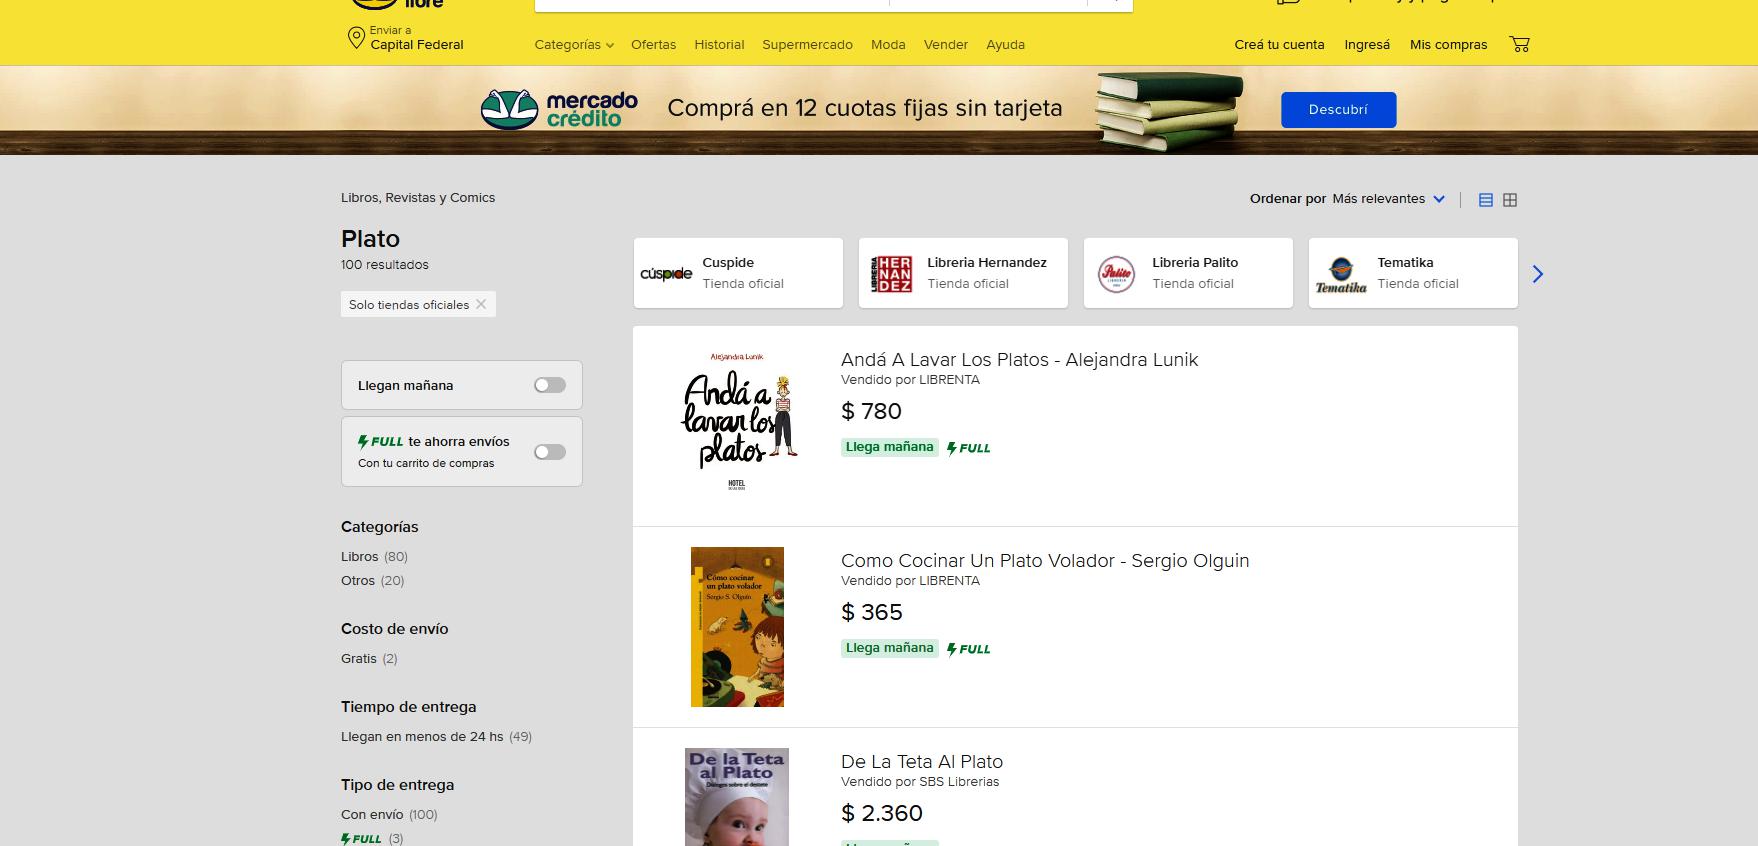 libre
Enviar a
Capital Federal
Categorías
Ofertas
Historial
Supermercado
Moda
Vender
Ayuda
Creá tu cuenta
Ingresá
Mis compras
mercado
crédito
Comprá en 12 cuotas fijas sin tarjeta
Descubrí
Libros, Revistas y Comics
Ordenar por Más relevantes
Plato
100 resultados
Solo tiendas oficiales
cúspide
Cuspide
Tienda oficial
LIBRERIA
HER
NAN
DEZ
Libreria Hernandez
Tienda oficial
Palito
Libreria Palito
Tienda oficial
Tematika
Tematika
Tienda oficial
Llegan mañana
FULL te ahorra envíos
Con tu carrito de compras
Categorías
Libros (80)
Otros (20)
Costo de envío
Gratis (2)
Tiempo de entrega
Llegan en menos de 24 hs (49)
Tipo de entrega
Con envío (100)
FULL (3)
Alejandra Lunik
Andá a
lavar los
platos
HOTEL
Andá A Lavar Los Platos - Alejandra Lunik
Vendido por LIBRENTA
$ 780
Llega mañana FULL
Cómo cocinar
un plato volador
Sergio S. Olguín
Como Cocinar Un Plato Volador - Sergio Olguin
Vendido por LIBRENTA
$ 365
Llega mañana FULL
De la Teta
al Plato
Diálogos sobre el destete
De La Teta Al Plato
Vendido por SBS Librerias
$ 2.360